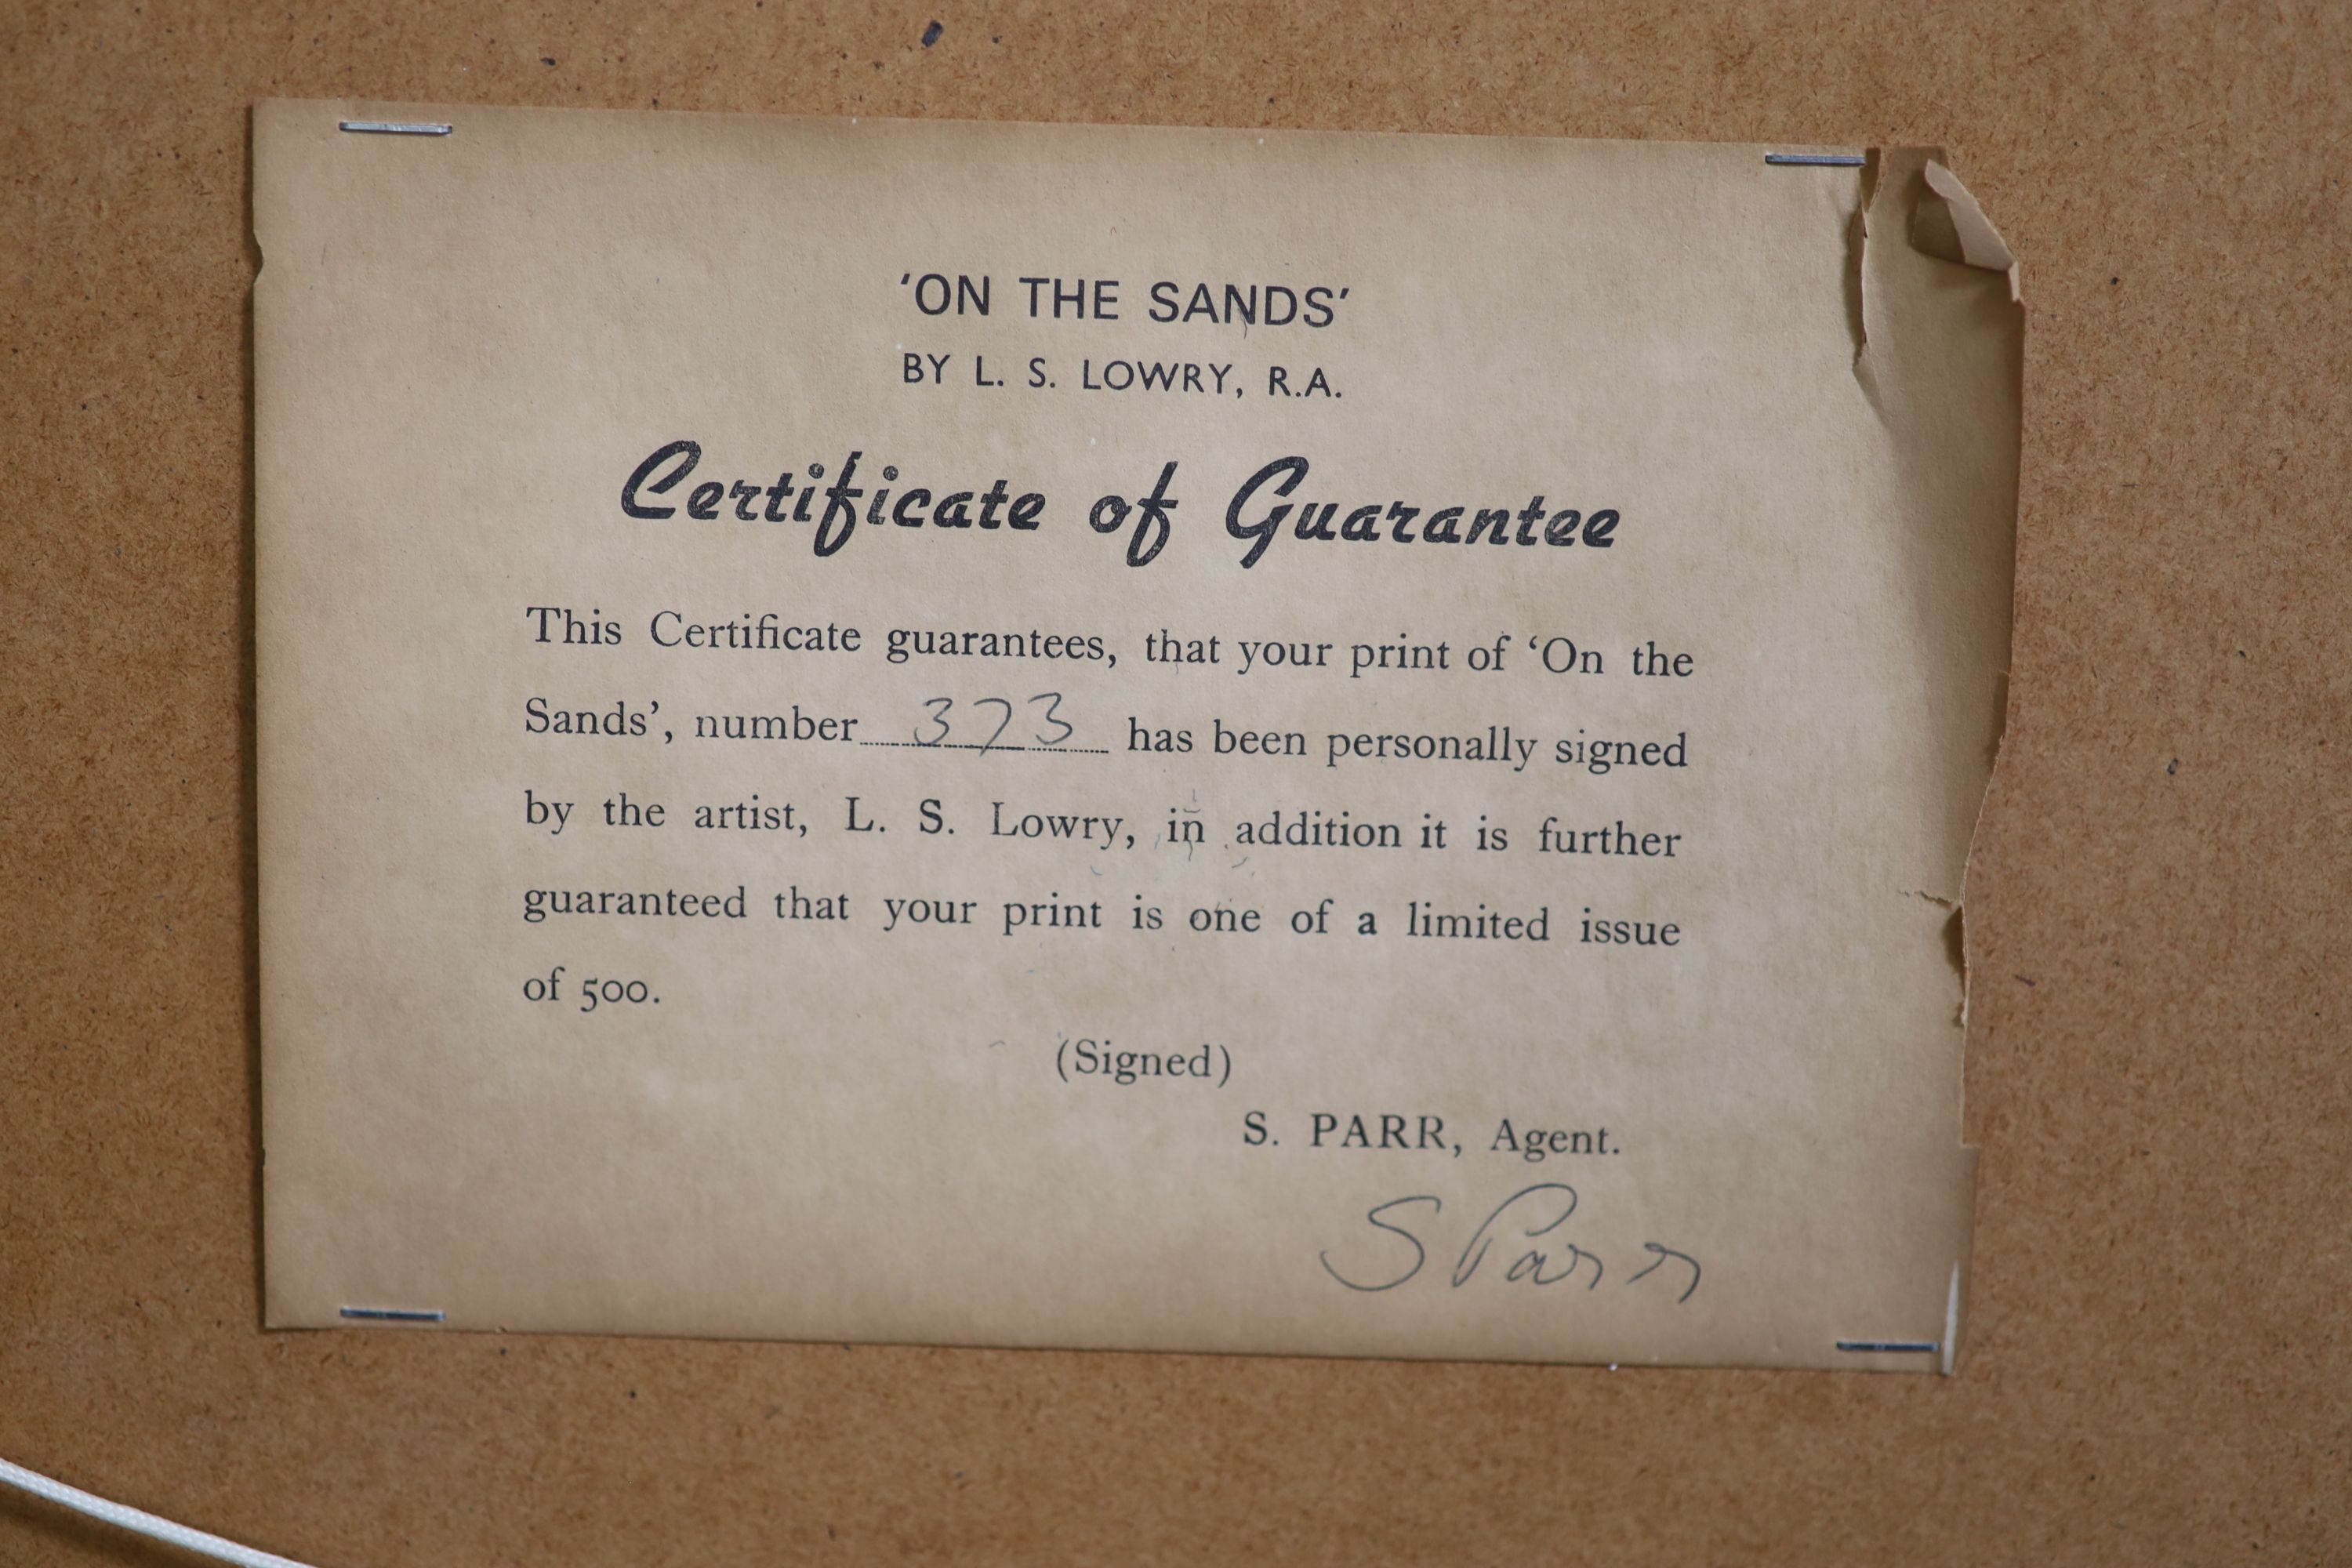 ‘ON THE SANDS’
BY L. S. LOWRY, R.A.
Certificate of Guarantee
This Certificate guarantees, that your print of ‘On the
Sands’, number 373 has been personally signed
by the artist, L. S. Lowry, in addition it is further
guaranteed that your print is one of a limited issue
of 500.
(Signed)
S. PARR, Agent.
S Parr